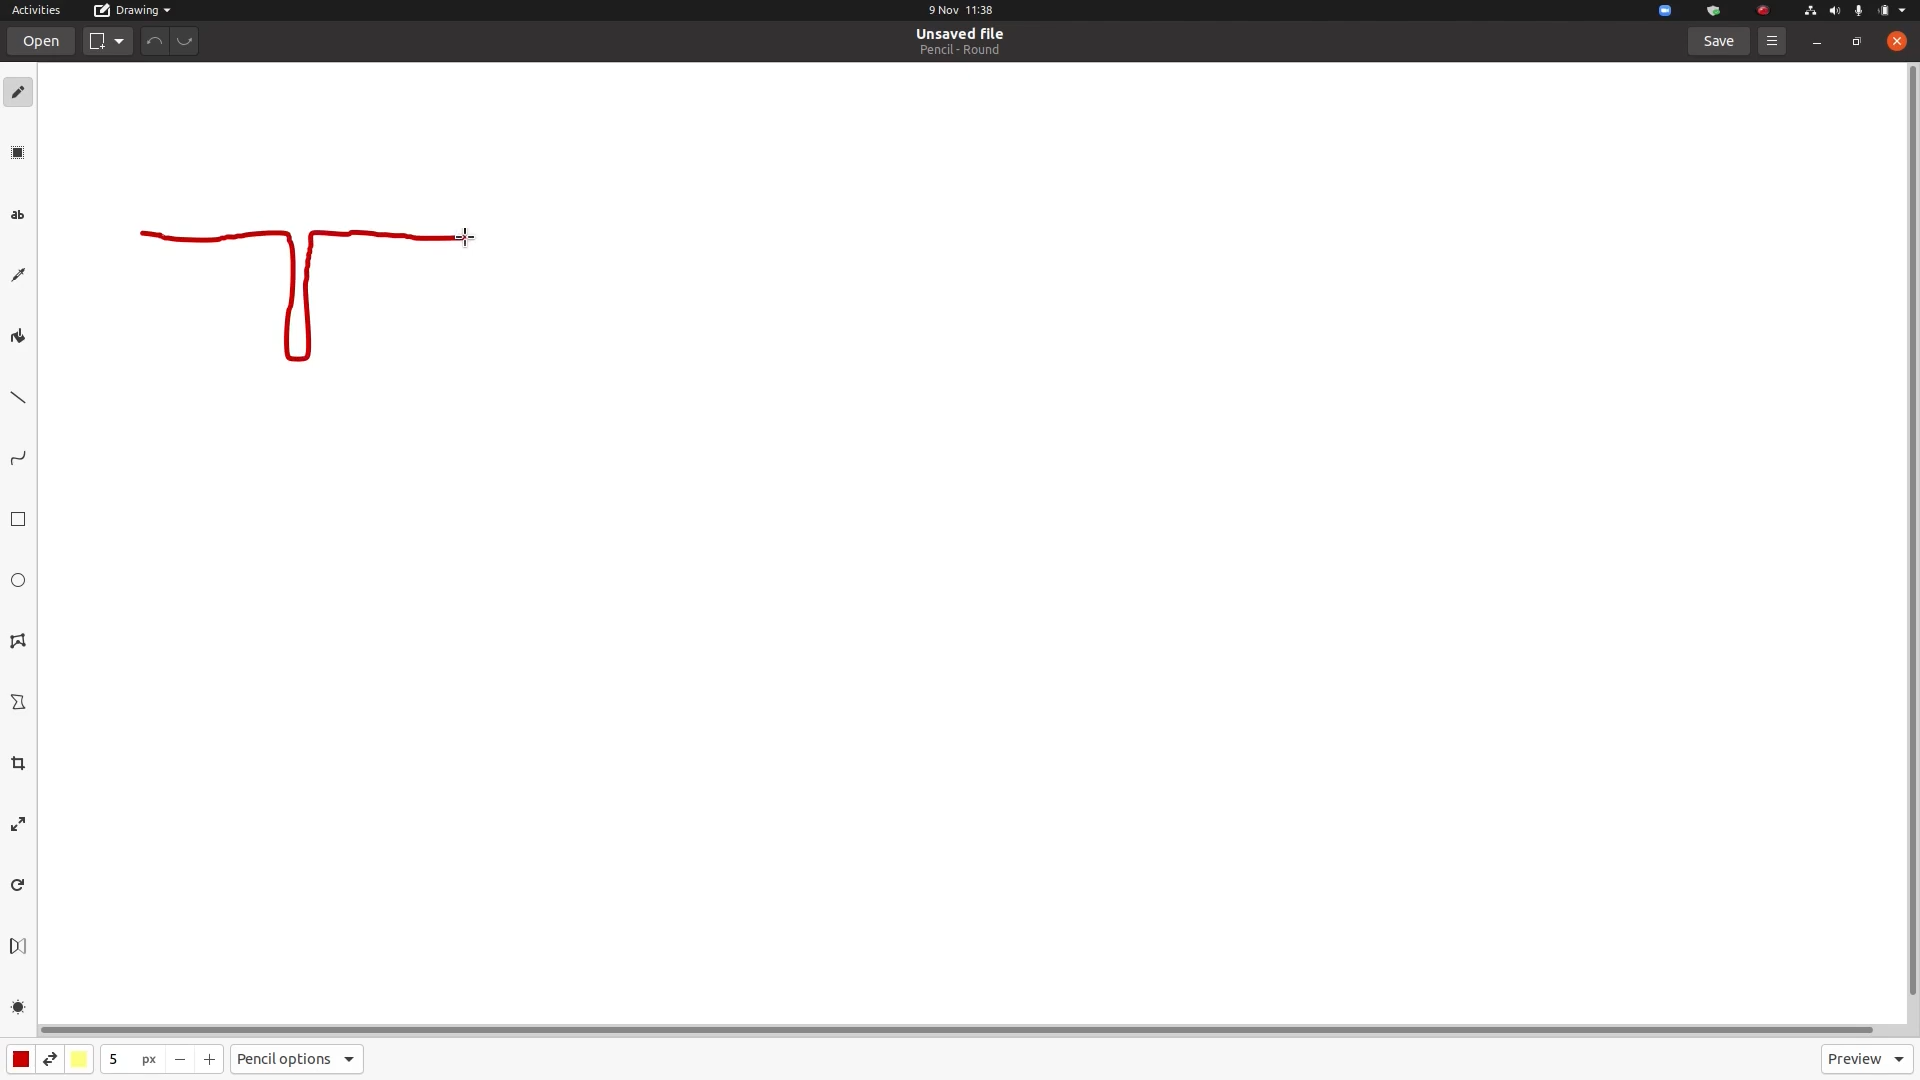 Activities Drawing 9 Nov 11:38
Open Unsaved file Save
Pencil - Round
ab
5 px Pencil options Preview